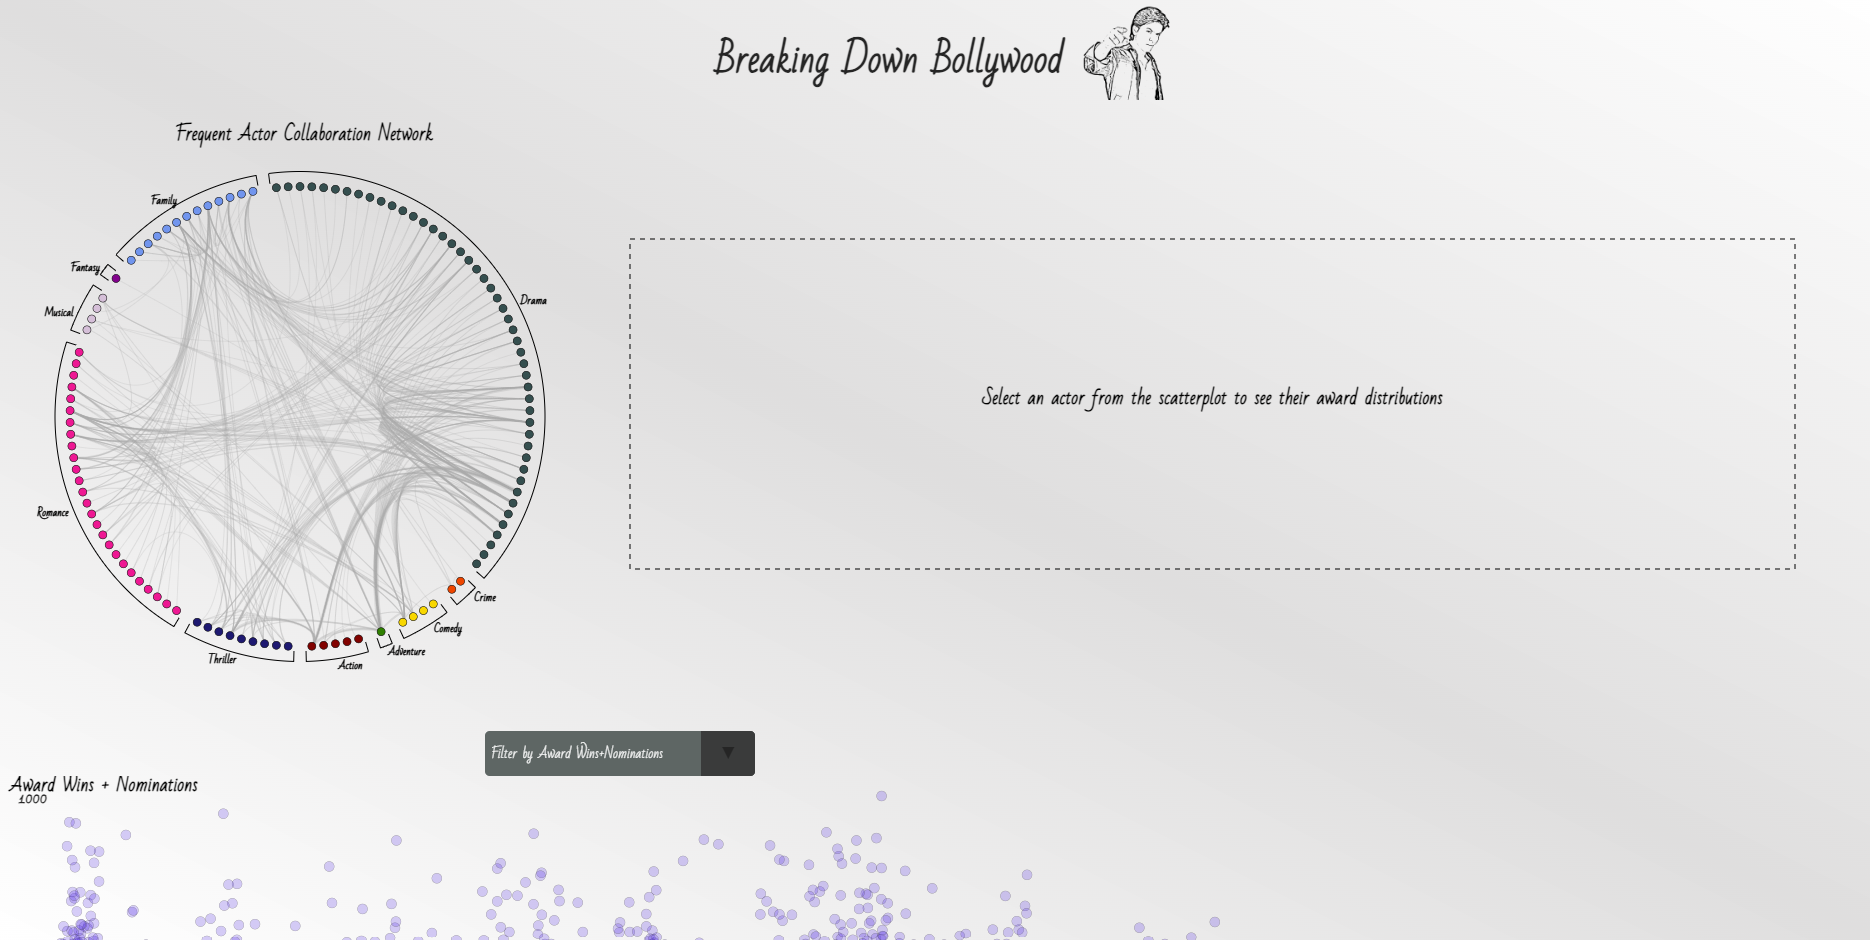 Breaking Down Bollywood
Frequent Actor Collaboration Network
Family
Fantasy
Drama
Musical
Select an actor from the scatterplot to see their award distributions
Romance
Crime
Comedy
Adventure
Thriller
Action
Filter by Award Wins+Nominations
Award Wins + Nominations
1000